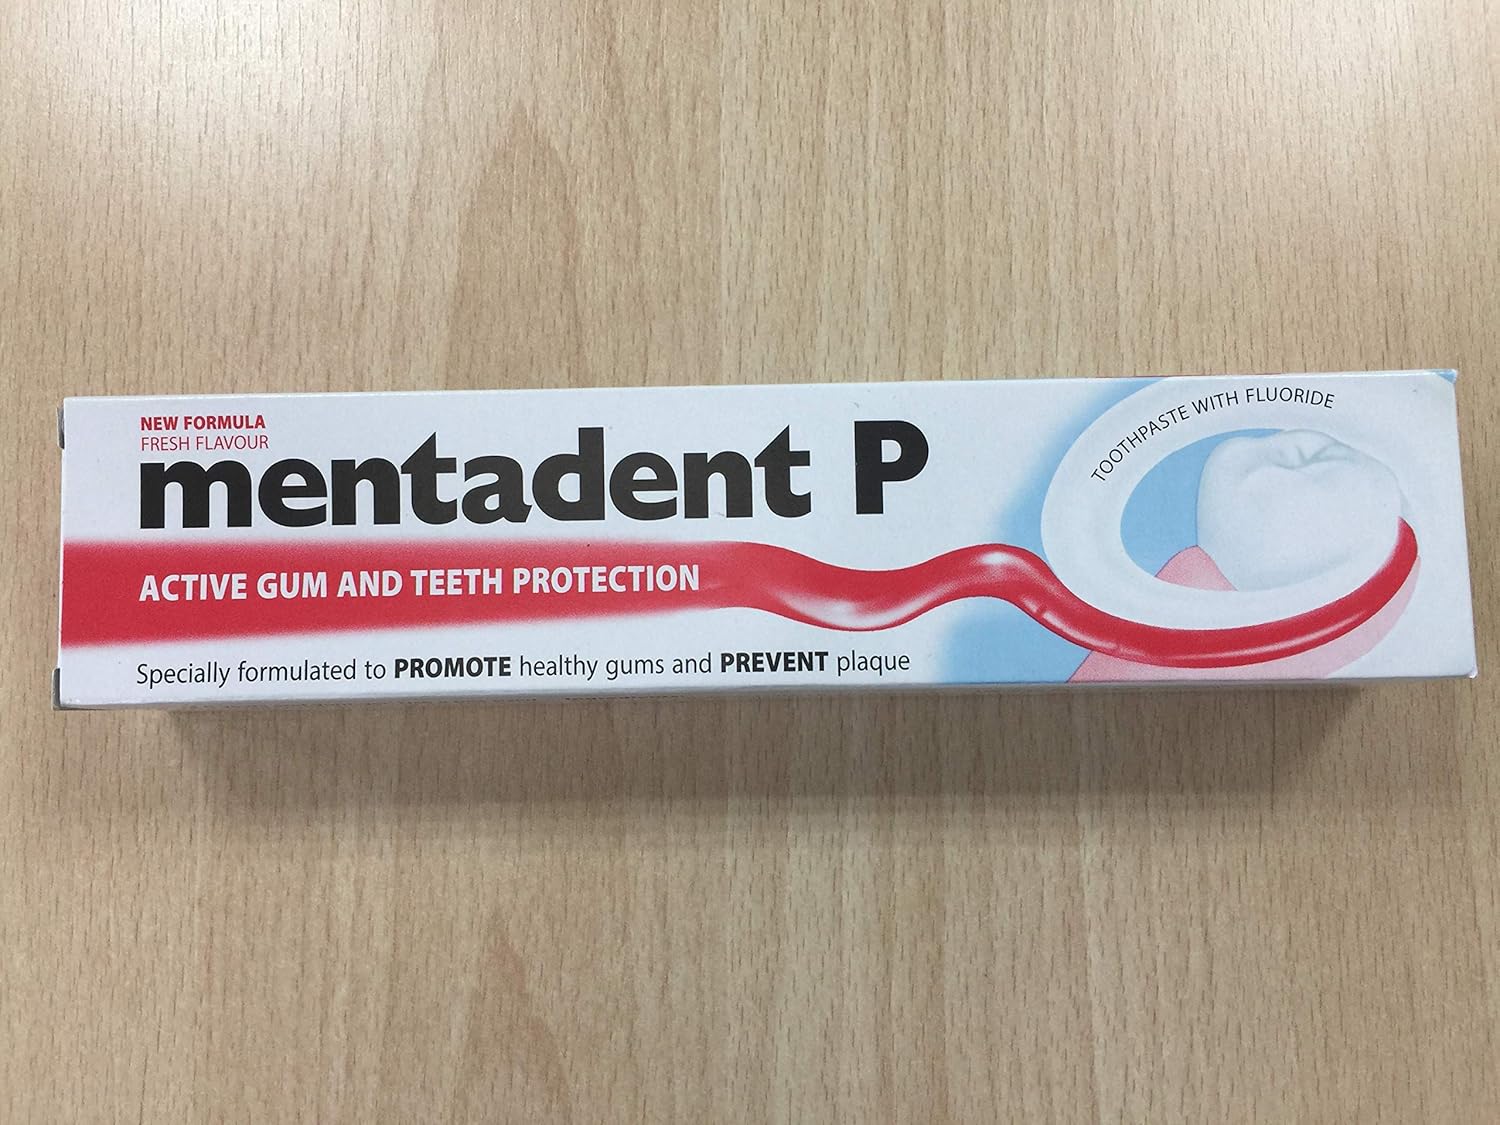 NEW FORMULA
FRESH FLAVOUR
mentadent P
ACTIVE GUM AND TEETH PROTECTION
Specially formulated to PROMOTE healthy gums and PREVENT plaque
TOOTHPASTE WITH FLUORIDE